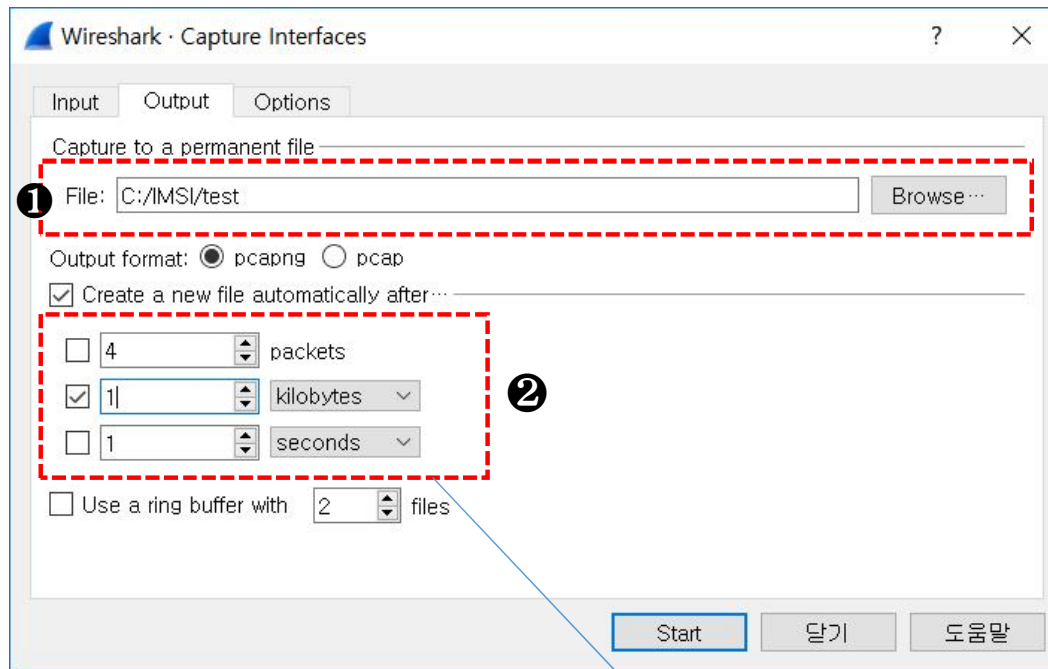 Wireshark · Capture Interfaces
? ×
Input Output Options
Capture to a permanent file
❶ File: C:/IMSI/test Browse…
Output format: pcapng pcap
Create a new file automatically after…
4 packets
1 kilobytes ❷
1 seconds
Use a ring buffer with 2 files
Start 닫기 도움말